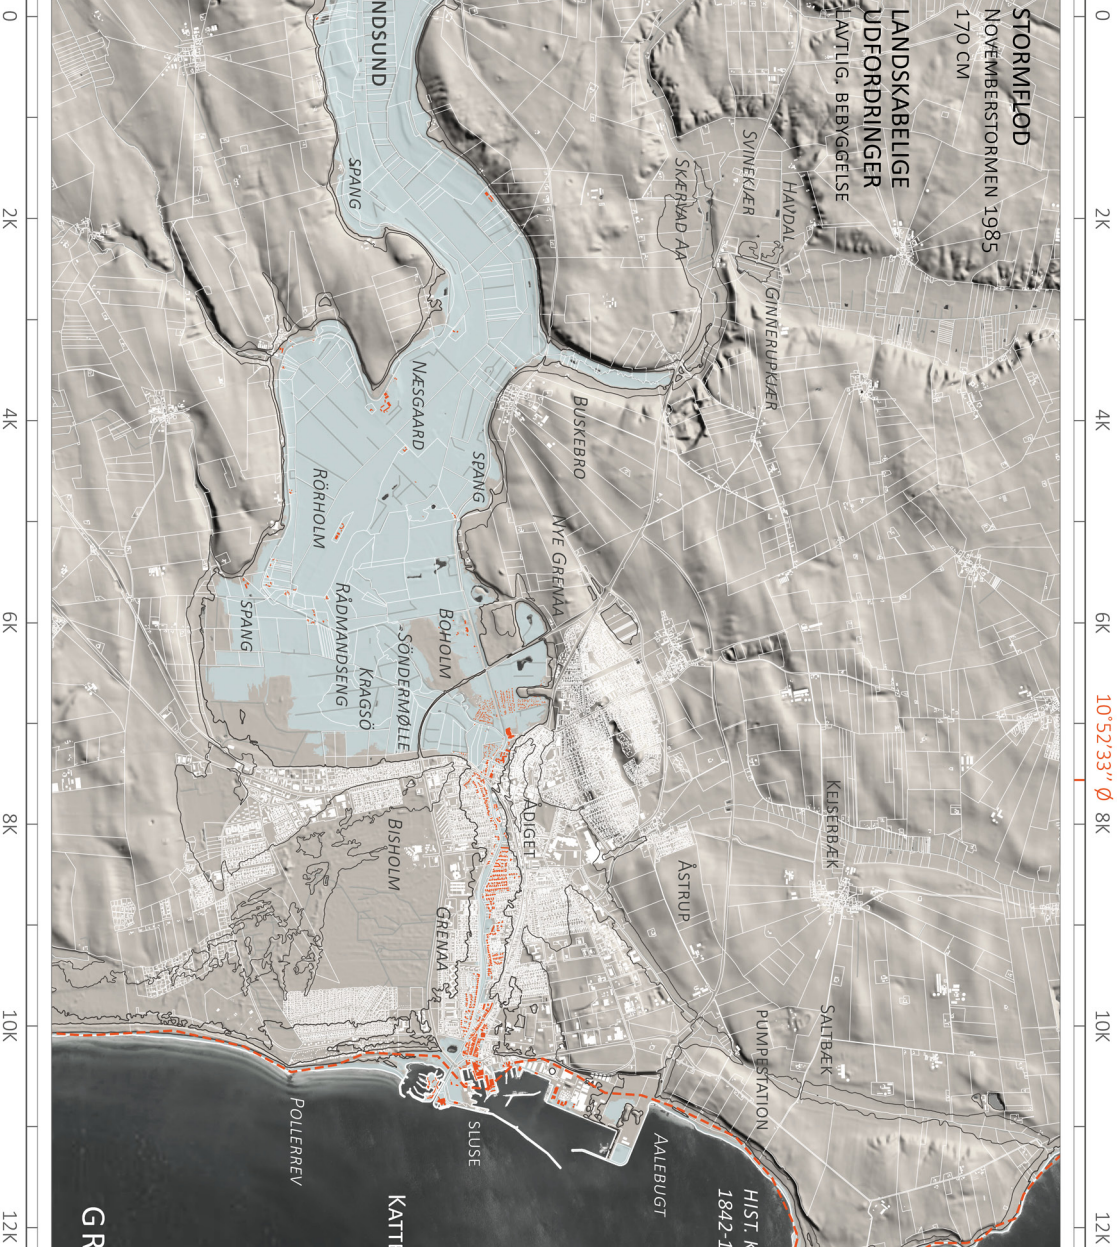 STORMFLOD
NOVEMBERSTORMEN 1985
170 CM
LANDSKABELIGE
UDFORDRINGER
LAVTLIG. BEBYGGELSE
0
2K
4K
6K
10°52'33'' Ø
8K
10K
12K
HAVDAL
SVINEKJÆR
SKÆRVAD AA
GINNERUPKJÆR
BUSKEBRO
NYE GRENAA
KEJSERBÆK
ÅSTRUP
SALTBÆK
PUMPESTATION
AALEBUGT
HIST. K
1842-1
NDSUND
SPANG
NÆSGAARD
SPANG
RÖRHOLM
RÅDMANDSENG
SPANG
BOHOLM
SÖNDERMØLLE
KRAGSÖ
ÅDIGET
BISHOLM
GRENAA
SLUSE
POLLERREV
KATT
GR
0
2K
4K
6K
8K
10K
12K